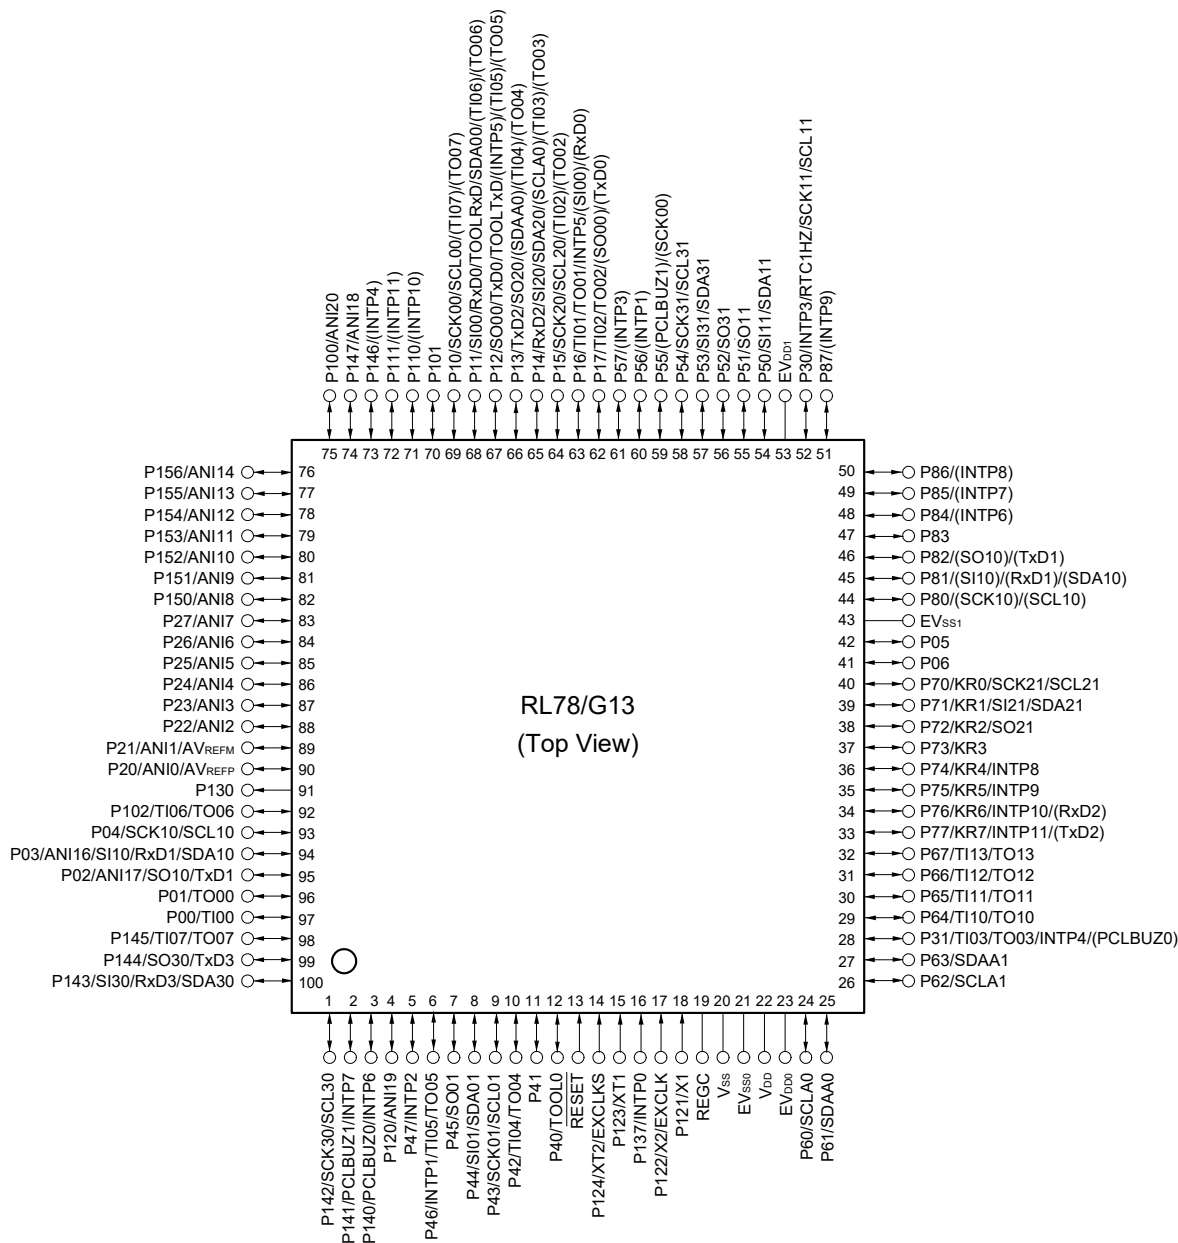 P100/ANI20
P147/ANI18
P146/(INTP4)
P111/(INTP11)
P110/(INTP10)
P101
P10/SCK00/SCL00/(TI07)/(TO07)
P11/SI00/RxD0/TOOLRxD/SDA00/(TI06)/(TO06)
P12/SO00/TxD0/TOOLTxD/(INTP5)/(TI05)/(TO05)
P13/TxD2/SO20/(SDAA0)/(TI04)/(TO04)
P14/RxD2/SI20/SDA20/(SCLA0)/(TI03)/(TO03)
P15/SCK20/SCL20/(TI02)/(TO02)
P16/TI01/TO01/INTP5/(SI00)/(RxD0)
P17/TI02/TO02/(SO00)/(TxD0)
P57/(INTP3)
P56/(INTP1)
P55/(PCLBUZ1)/(SCK00)
P54/SCK31/SCL31
P53/SI31/SDA31
P52/SO31
P51/SO11
P50/SI11/SDA11
EVDD1
P30/INTP3/RTC1HZ/SCK11/SCL11
P87/(INTP9)
75 74 73 72 71 70 69 68 67 66 65 64 63 62 61 60 59 58 57 56 55 54 53 52 51
P156/ANI14 76
P155/ANI13 77
P154/ANI12 78
P153/ANI11 79
P152/ANI10 80
P151/ANI9 81
P150/ANI8 82
P27/ANI7 83
P26/ANI6 84
P25/ANI5 85
P24/ANI4 86
P23/ANI3 87
P22/ANI2 88
P21/ANI1/AVREFM 89
P20/ANI0/AVREFP 90
P130 91
P102/TI06/TO06 92
P04/SCK10/SCL10 93
P03/ANI16/SI10/RxD1/SDA10 94
P02/ANI17/SO10/TxD1 95
P01/TO00 96
P00/TI00 97
P145/TI07/TO07 98
P144/SO30/TxD3 99
P143/SI30/RxD3/SDA30 100
RL78/G13
(Top View)
50 P86/(INTP8)
49 P85/(INTP7)
48 P84/(INTP6)
47 P83
46 P82/(SO10)/(TxD1)
45 P81/(SI10)/(RxD1)/(SDA10)
44 P80/(SCK10)/(SCL10)
43 EVSS1
42 P05
41 P06
40 P70/KR0/SCK21/SCL21
39 P71/KR1/SI21/SDA21
38 P72/KR2/SO21
37 P73/KR3
36 P74/KR4/INTP8
35 P75/KR5/INTP9
34 P76/KR6/INTP10/(RxD2)
33 P77/KR7/INTP11/(TxD2)
32 P67/TI13/TO13
31 P66/TI12/TO12
30 P65/TI11/TO11
29 P64/TI10/TO10
28 P31/TI03/TO03/INTP4/(PCLBUZ0)
27 P63/SDAA1
26 P62/SCLA1
1 2 3 4 5 6 7 8 9 10 11 12 13 14 15 16 17 18 19 20 21 22 23 24 25
P142/SCK30/SCL30
P141/PCLBUZ1/INTP7
P140/PCLBUZ0/INTP6
P120/ANI19
P47/INTP2
P46/INTP1/TI05/TO05
P45/SO01
P44/SI01/SDA01
P43/SCK01/SCL01
P42/TI04/TO04
P41
P40/TOOL0
RESET
P124/XT2/EXCLKS
P123/XT1
P137/INTP0
P122/X2/EXCLK
P121/X1
REGC
VSS
EVSS0
VDD
EVDD0
P60/SCLA0
P61/SDAA0